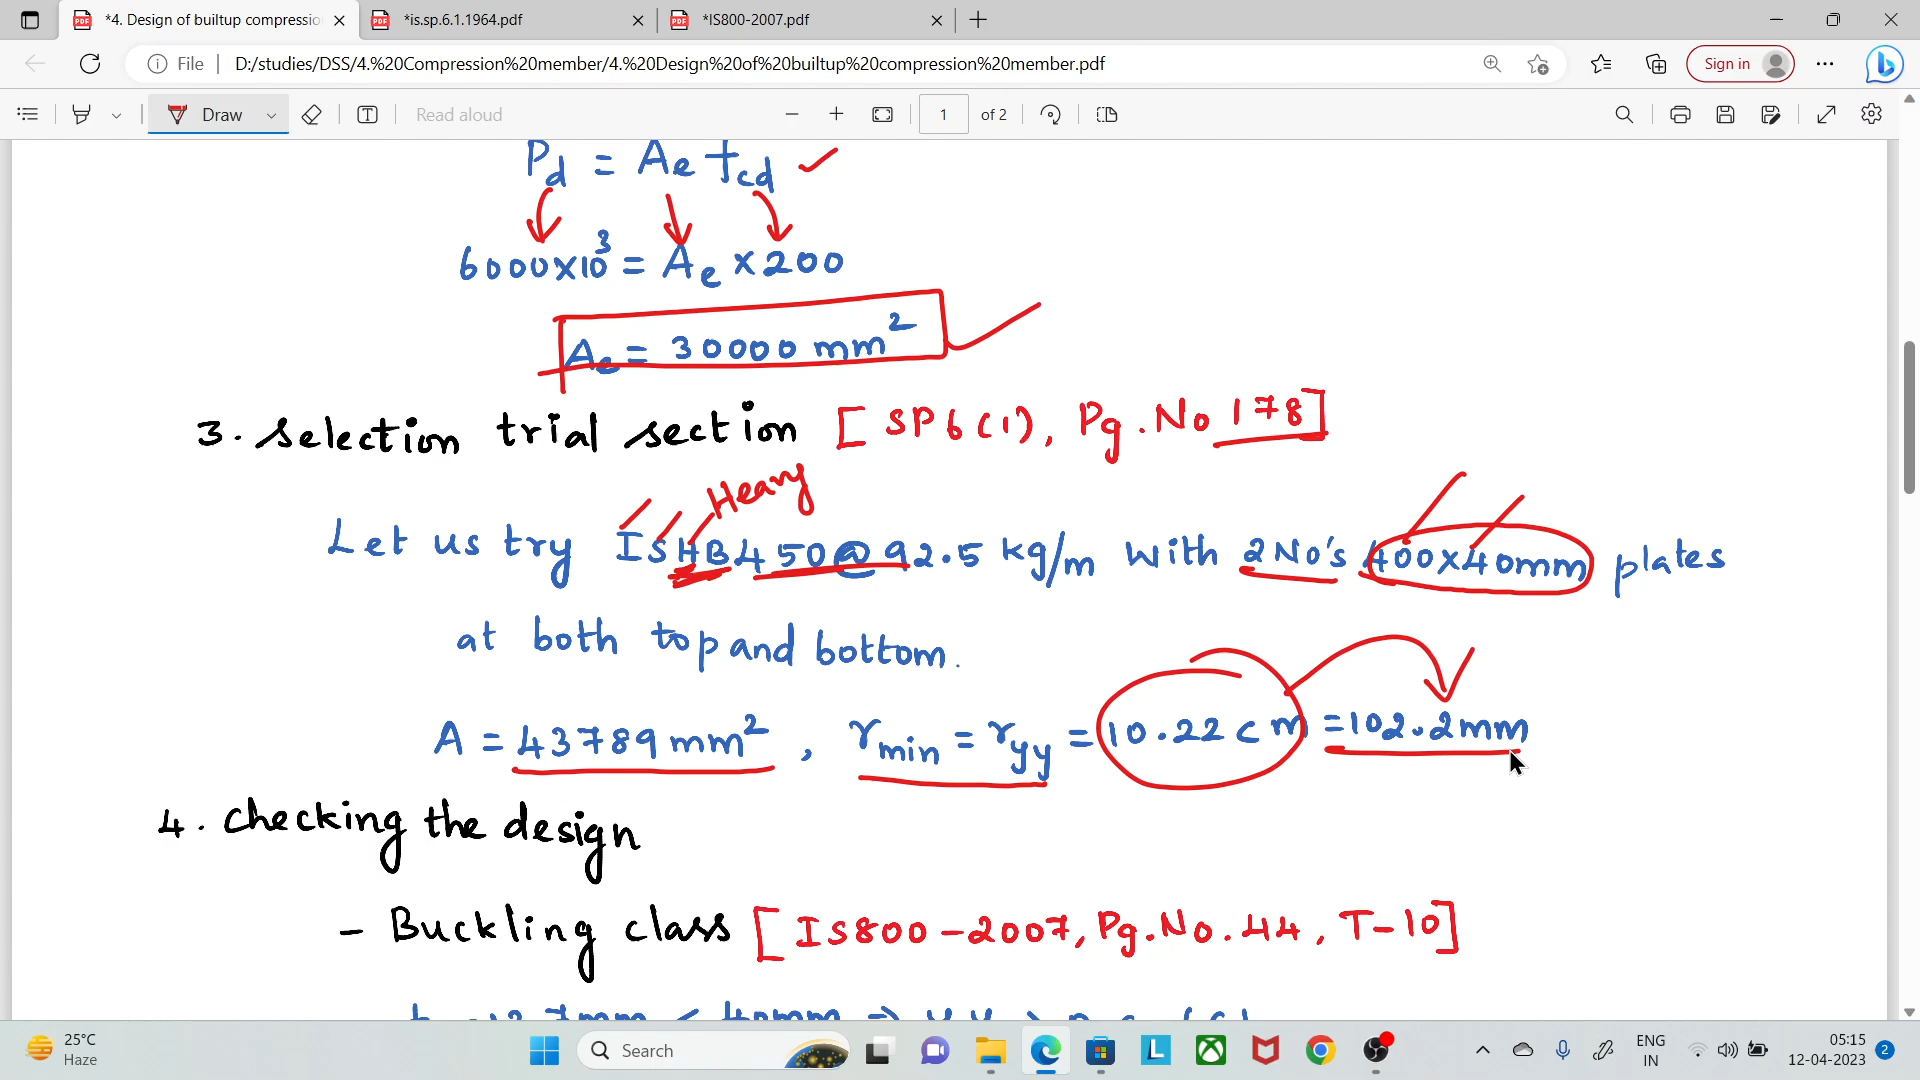 *4. Design of builtup compressio
*is.sp.6.1.1964.pdf
*IS800-2007.pdf
File
D:/studies/DSS/4.%20Compression%20member/4.%20Design%20of%20builtup%20compression%20member.pdf
Sign in
Draw
Read aloud
1 of 2
Pd = Ae fcd
6000x10³ = Ae x 200
Ae = 30000 mm²
3. Selection trial section [SP6(1), Pg.No 178]
Heavy
Let us try ISHB450@92.5 kg/m with 2No's 400x40mm plates
at both top and bottom.
A = 43789 mm², rmin = ryy = 10.22 cm = 102.2mm
4. Checking the design
- Buckling class [IS800-2007, Pg.No.44, T-10]
25°C
Haze
Search
ENG
IN
05:15
12-04-2023
2